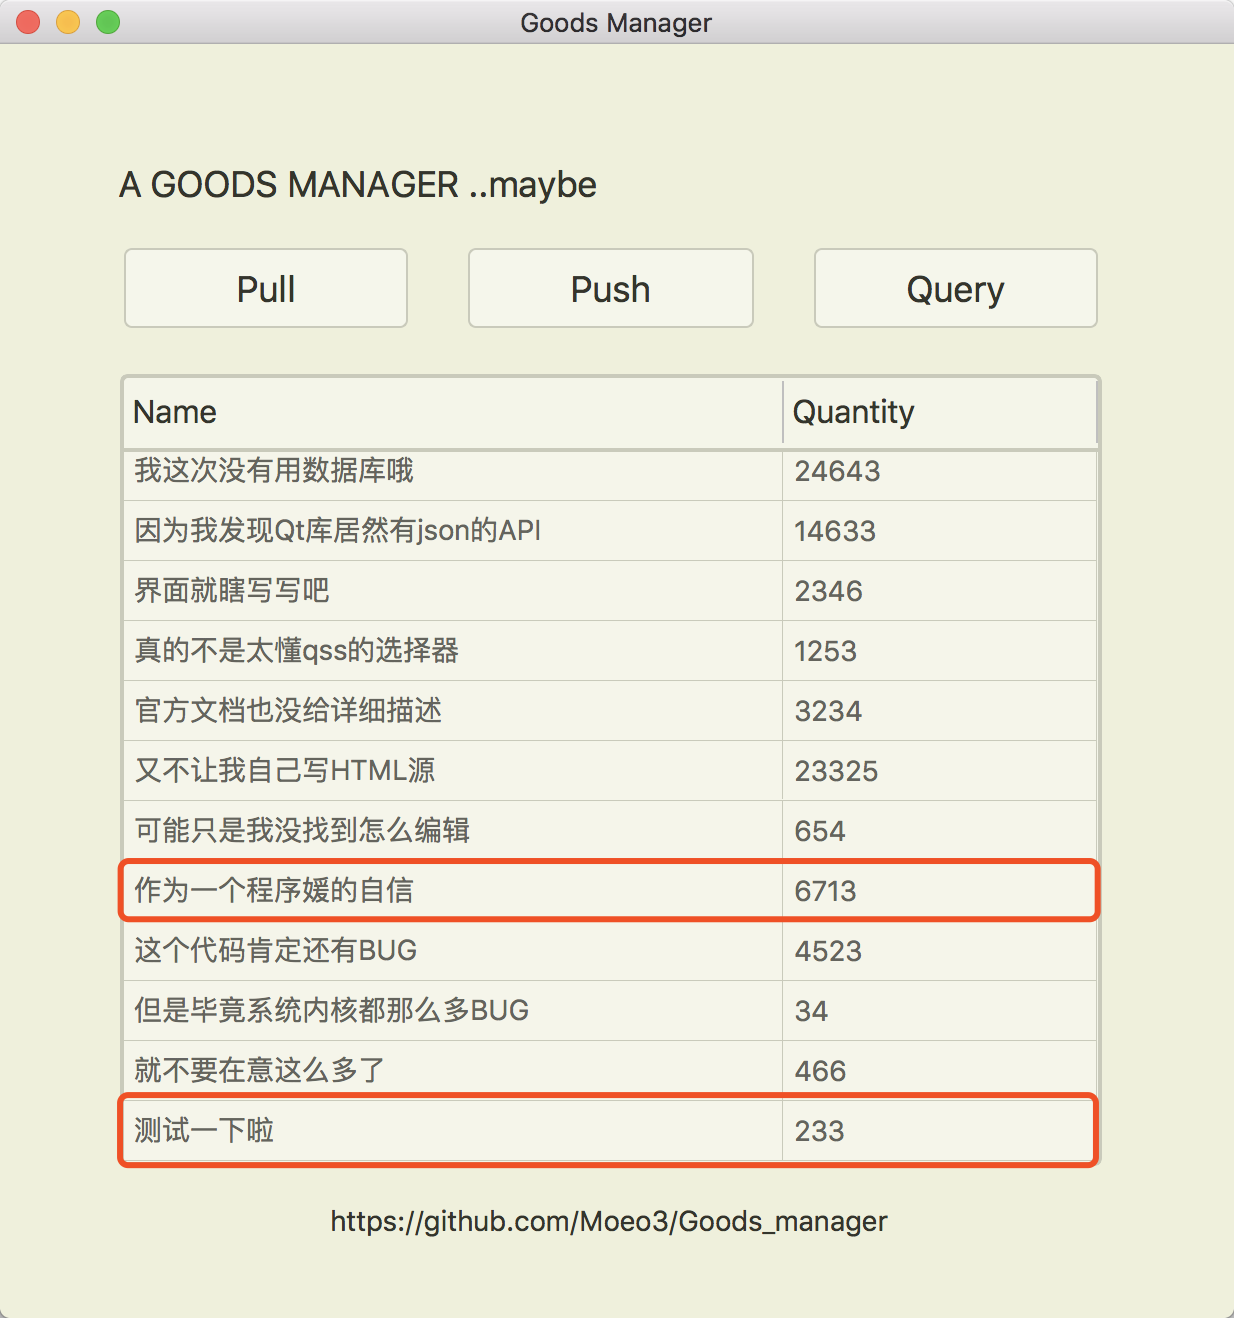 Goods Manager
A GOODS MANAGER ..maybe
Pull Push Query
Name Quantity
我这次没有用数据库哦 24643
因为我发现Qt库居然有json的API 14633
界面就瞎写写吧 2346
真的不是太懂qss的选择器 1253
官方文档也没给详细描述 3234
又不让我自己写HTML源 23325
可能只是我没找到怎么编辑 654
作为一个程序媛的自信 6713
这个代码肯定还有BUG 4523
但是毕竟系统内核都那么多BUG 34
就不要在意这么多了 466
测试一下啦 233
https://github.com/Moeo3/Goods_manager